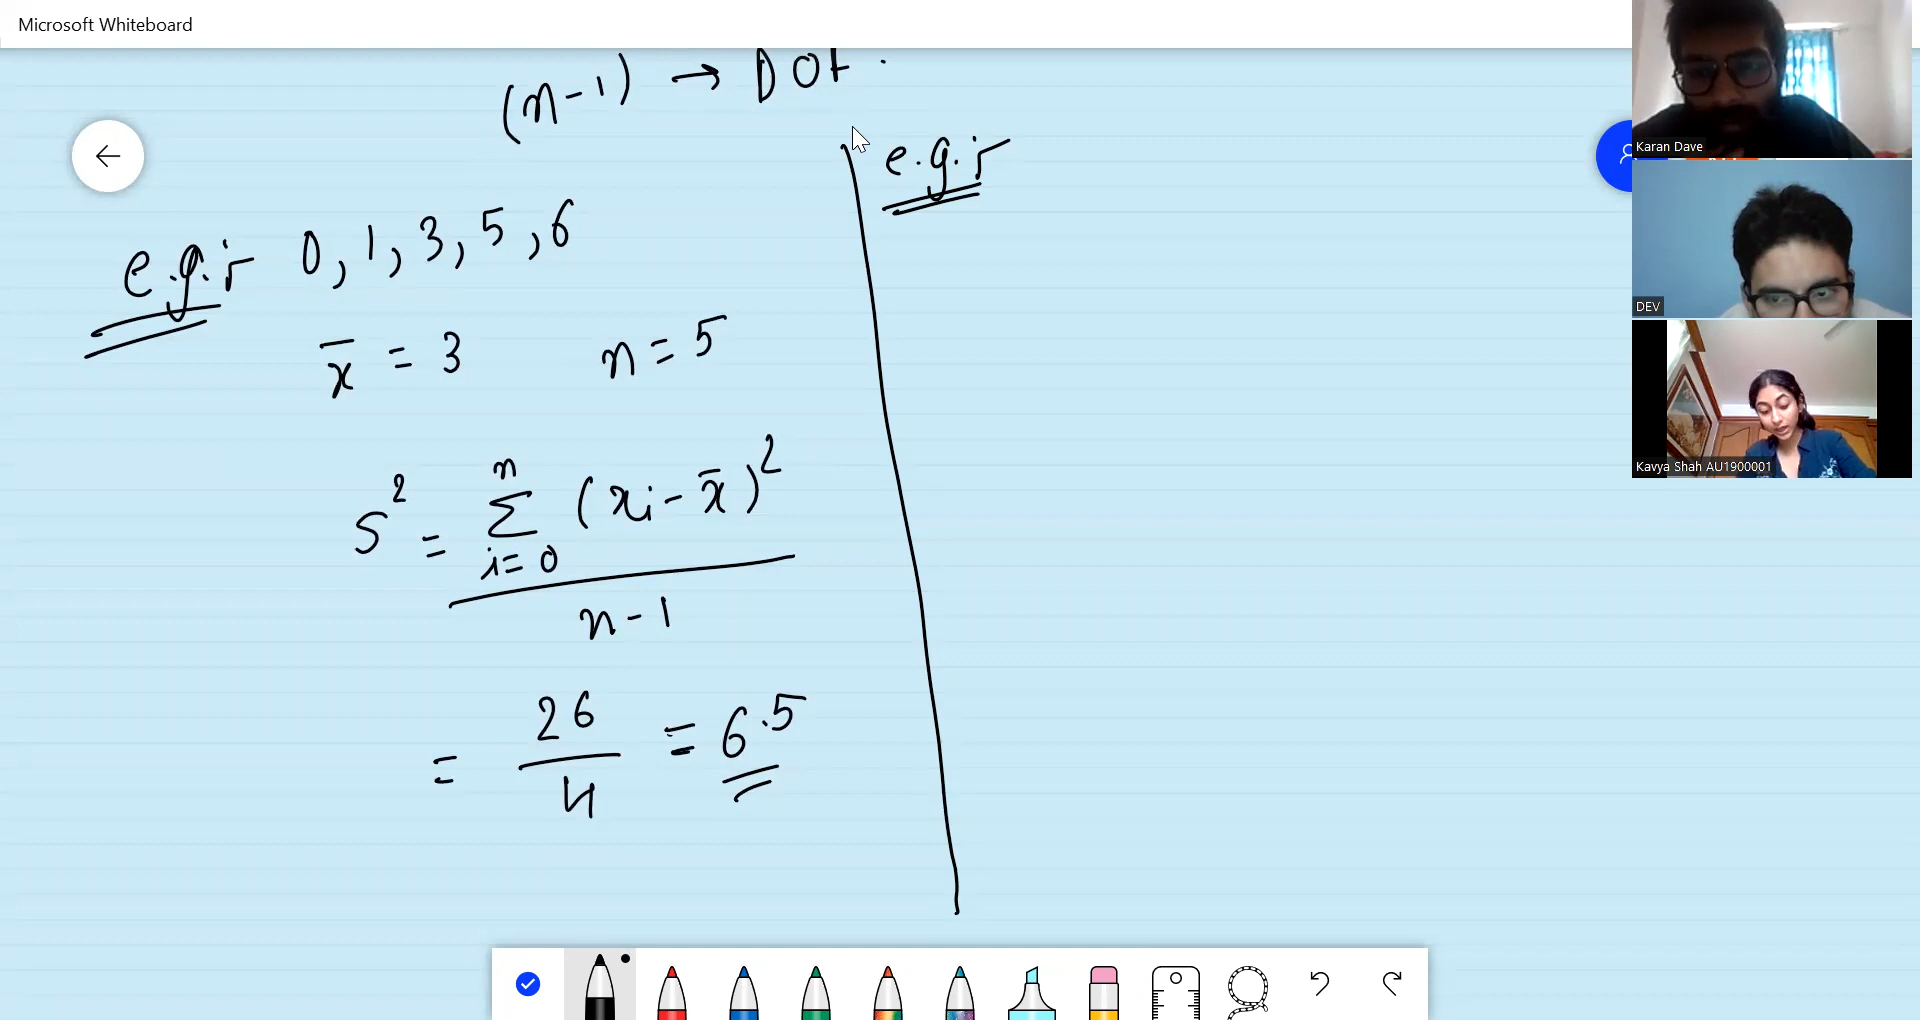 Microsoft Whiteboard
(n-1) → DOF.
e.g.:- 0, 1, 3, 5, 6
x̄ = 3 n = 5
s² = n Σ i=0 (xi - x̄)² / n-1
= 26/4 = 6.5
e.g.:-
Karan Dave
DEV
Kavya Shah AU1900001